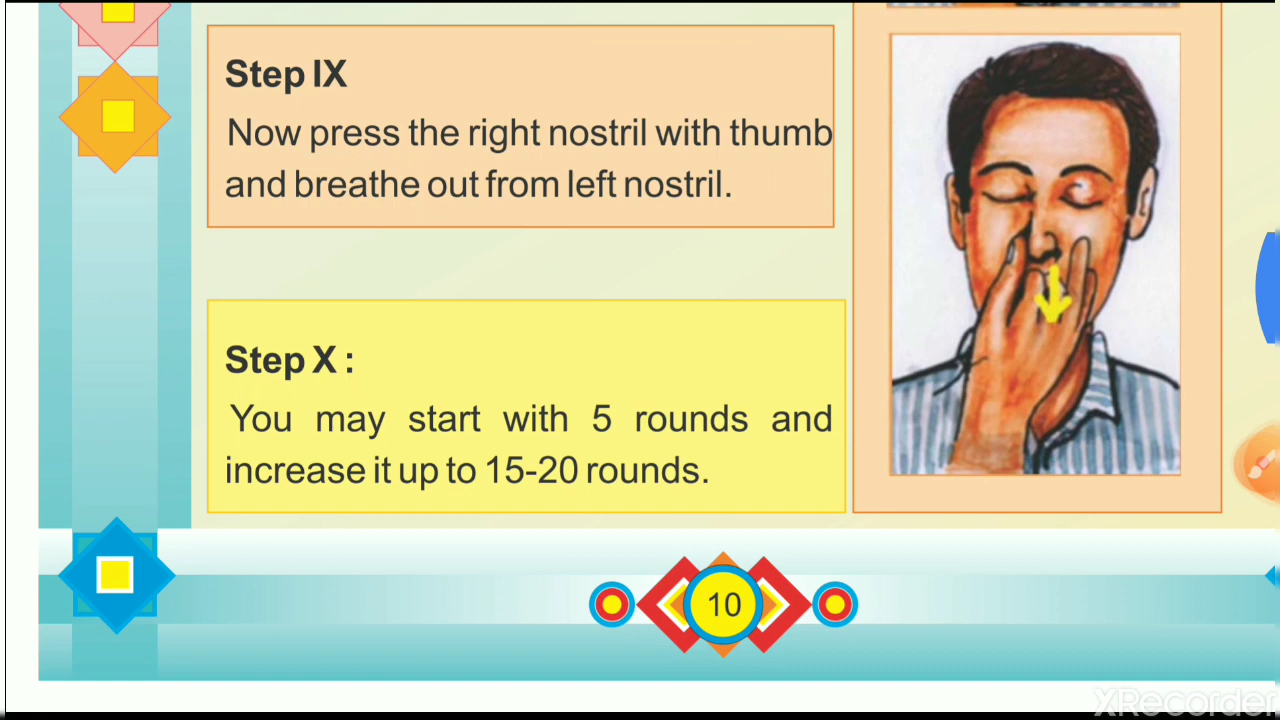 Step IX
Now press the right nostril with thumb
and breathe out from left nostril.
Step X :
You may start with 5 rounds and
increase it up to 15-20 rounds.
10
XRecorder